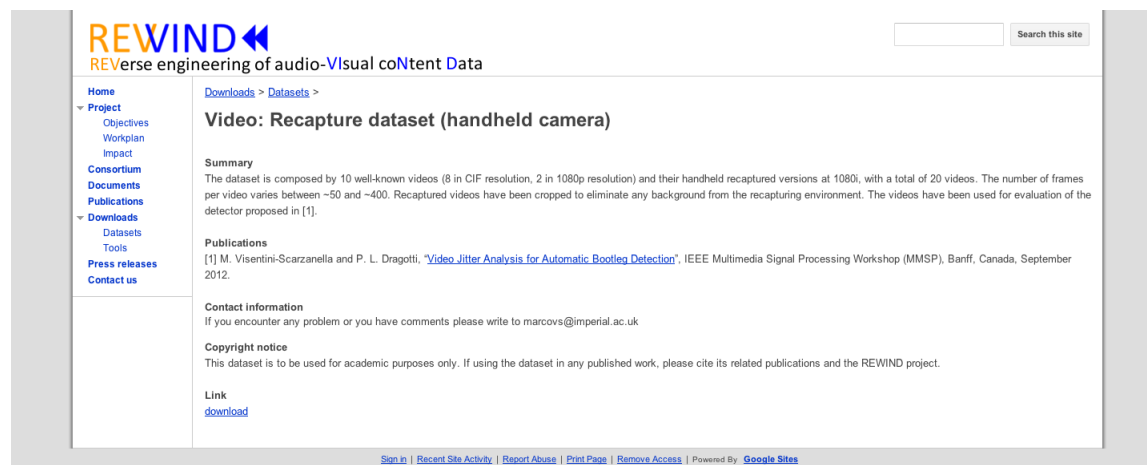 REWIND
REVerse engineering of audio-VIsual coNtent Data
Search this site
Home
Project
Objectives
Workplan
Impact
Consortium
Documents
Publications
Downloads
Datasets
Tools
Press releases
Contact us
Downloads > Datasets >
Video: Recapture dataset (handheld camera)
Summary
The dataset is composed by 10 well-known videos (8 in CIF resolution, 2 in 1080p resolution) and their handheld recaptured versions at 1080i, with a total of 20 videos. The number of frames
per video varies between ~50 and ~400. Recaptured videos have been cropped to eliminate any background from the recapturing environment. The videos have been used for evaluation of the
detector proposed in [1].
Publications
[1] M. Visentini-Scarzanella and P. L. Dragotti, “Video Jitter Analysis for Automatic Bootleg Detection”, IEEE Multimedia Signal Processing Workshop (MMSP), Banff, Canada, September
2012.
Contact information
If you encounter any problem or you have comments please write to marcovs@imperial.ac.uk
Copyright notice
This dataset is to be used for academic purposes only. If using the dataset in any published work, please cite its related publications and the REWIND project.
Link
download
Sign in | Recent Site Activity | Report Abuse | Print Page | Remove Access | Powered By Google Sites